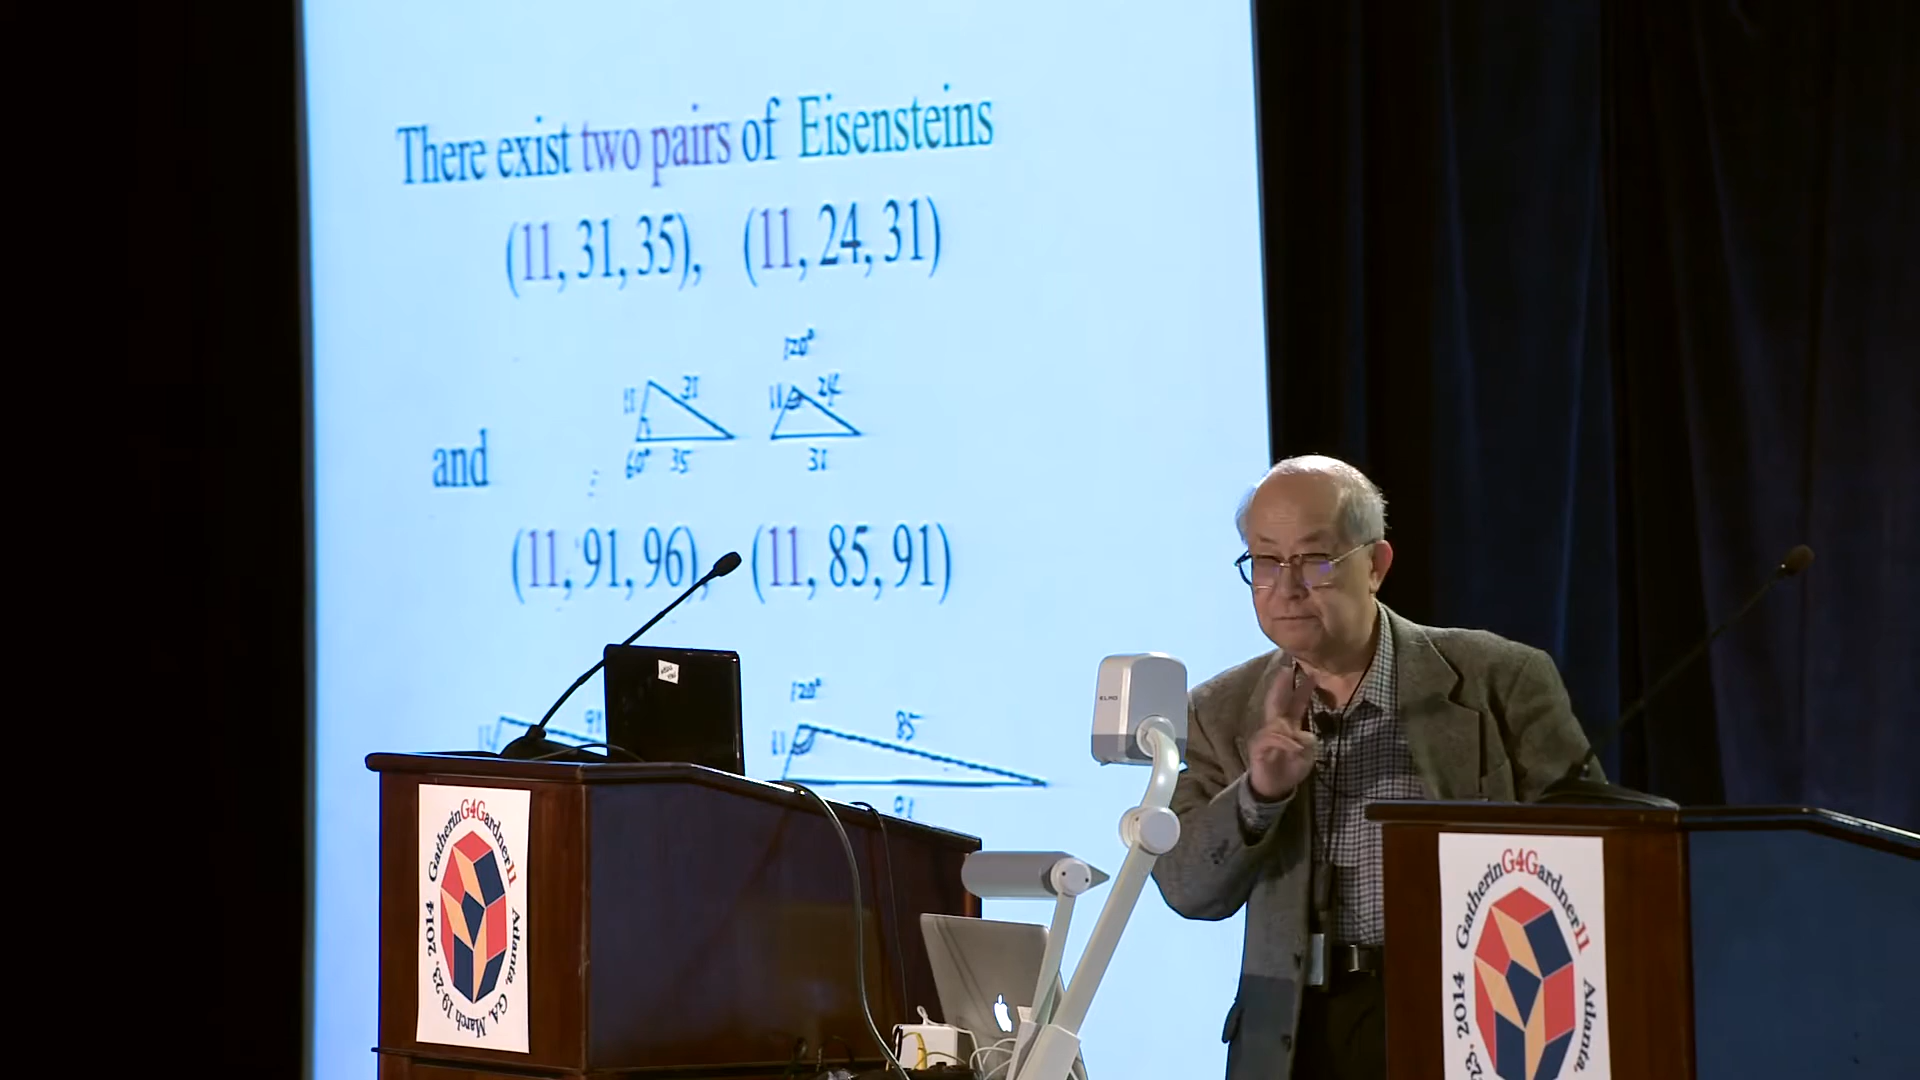 There exist two pairs of Eisensteins
(11, 31, 35), (11, 24, 31)
120°
11 31 11 24
and
60° 35 31
(11, 91, 96), (11, 85, 91)
120°
91 11 85
91
ELMO
GatherinG4Gardner11
Atlanta, GA, March 19-23, 2014
GatherinG4Gardner11
Atlanta,
23, 2014